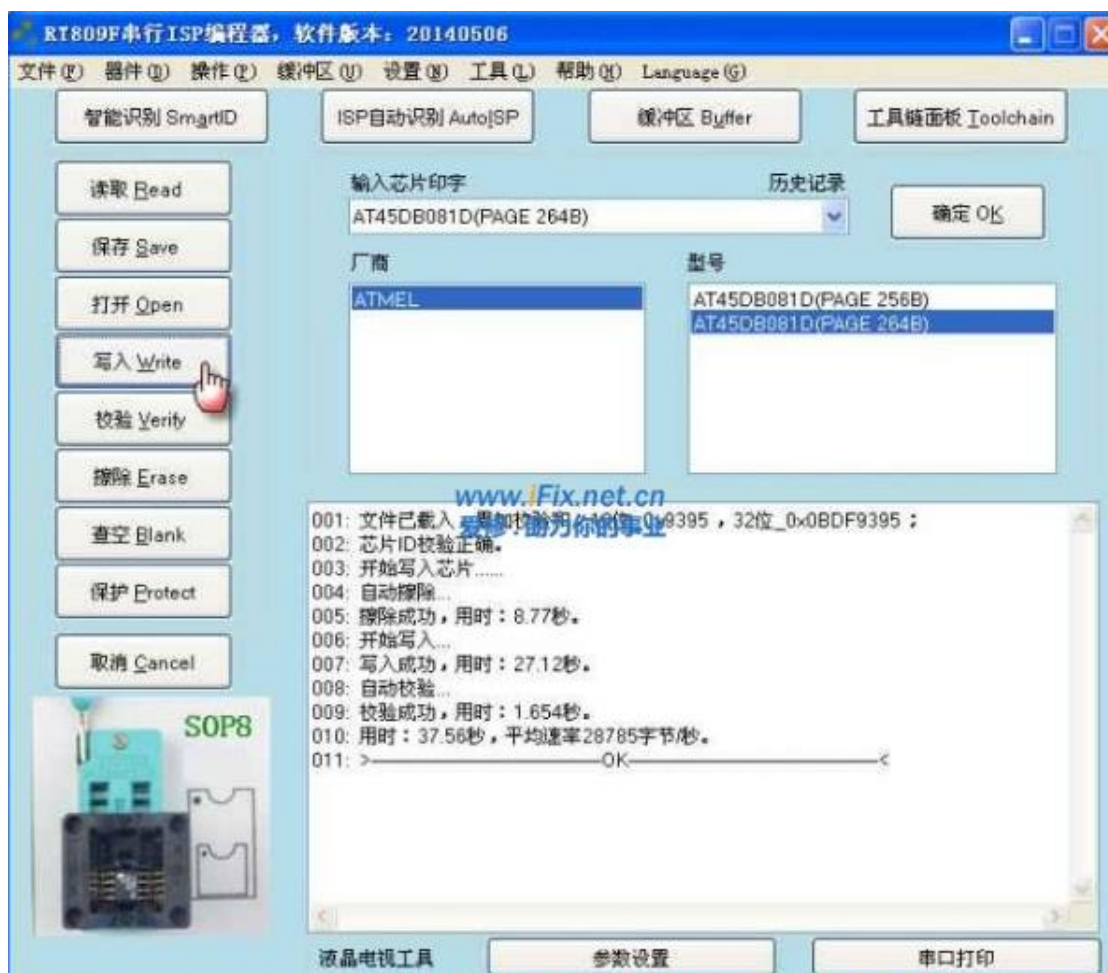 RT809F串行ISP编程器，软件版本：20140506
文件(F) 器件(D) 操作(P) 缓冲区(U) 设置(N) 工具(L) 帮助(H) Language(G)
智能识别 SmartID ISP自动识别 AutoISP 缓冲区 Buffer 工具链面板 Toolchain
读取 Read
保存 Save
打开 Open
写入 Write
校验 Verify
擦除 Erase
查空 Blank
保护 Protect
取消 Cancel
SOP8
输入芯片印字 历史记录
AT45DB081D(PAGE 264B) 确定 OK
厂商 型号
ATMEL
AT45DB081D(PAGE 256B)
AT45DB081D(PAGE 264B)
www.iFix.net.cn
爱修!助力你的事业
001: 文件已载入 累加校验 _0x9395，32位_0x0BDF9395；
002: 芯片ID校验正确。
003: 开始写入芯片......
004: 自动擦除...
005: 擦除成功，用时：8.77秒。
006: 开始写入...
007: 写入成功，用时：27.12秒。
008: 自动校验...
009: 校验成功，用时：1.654秒。
010: 用时：37.56秒，平均速率28785字节/秒。
011: >————————OK————————<
液晶电视工具 参数设置 串口打印